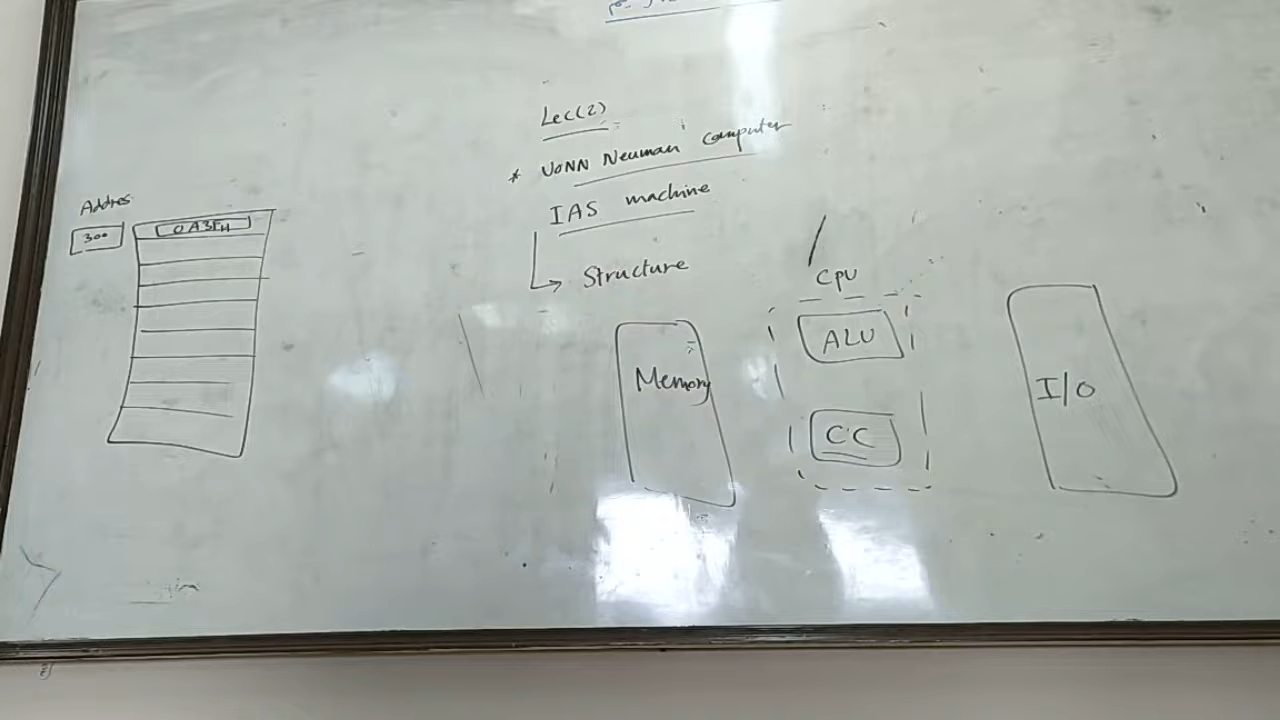 Lec(2)
* VONN Neuman computer
IAS machine
Structure
Addres
300
0A3FH
Memory
CPU
ALU
CC
I/O